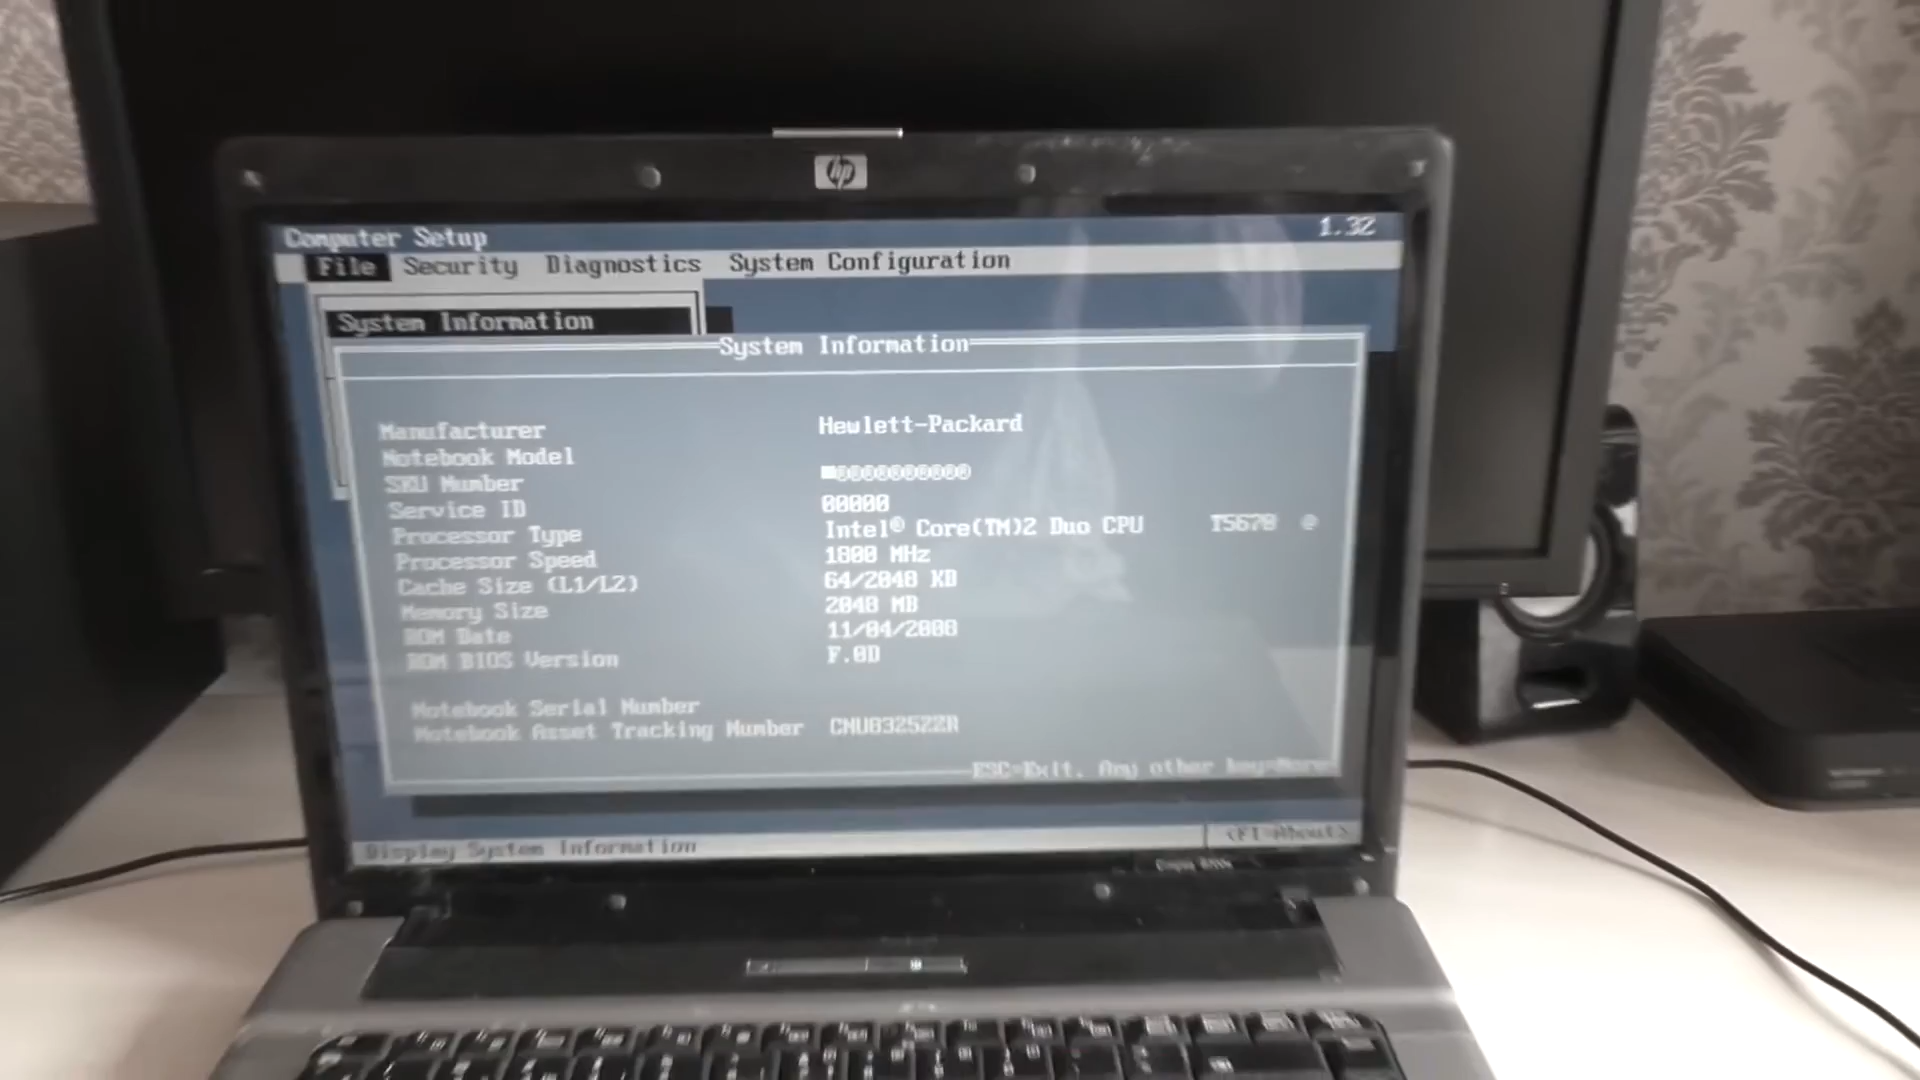 hp
Computer Setup 1.32
File Security Diagnostics System Configuration
System Information
System Information
Manufacturer Hewlett-Packard
Notebook Model
SKU Number 00000000000
Service ID 00000
Processor Type Intel® Core(TM)2 Duo CPU T5670 @
Processor Speed 1800 MHz
Cache Size (L1/L2) 64/2048 KB
Memory Size 2048 MB
ROM Date 11/04/2008
ROM BIOS Version F.0D
Notebook Serial Number
Notebook Asset Tracking Number CNU8325ZZR
ESC=Exit, Any other key=More
Display System Information <F1=About>